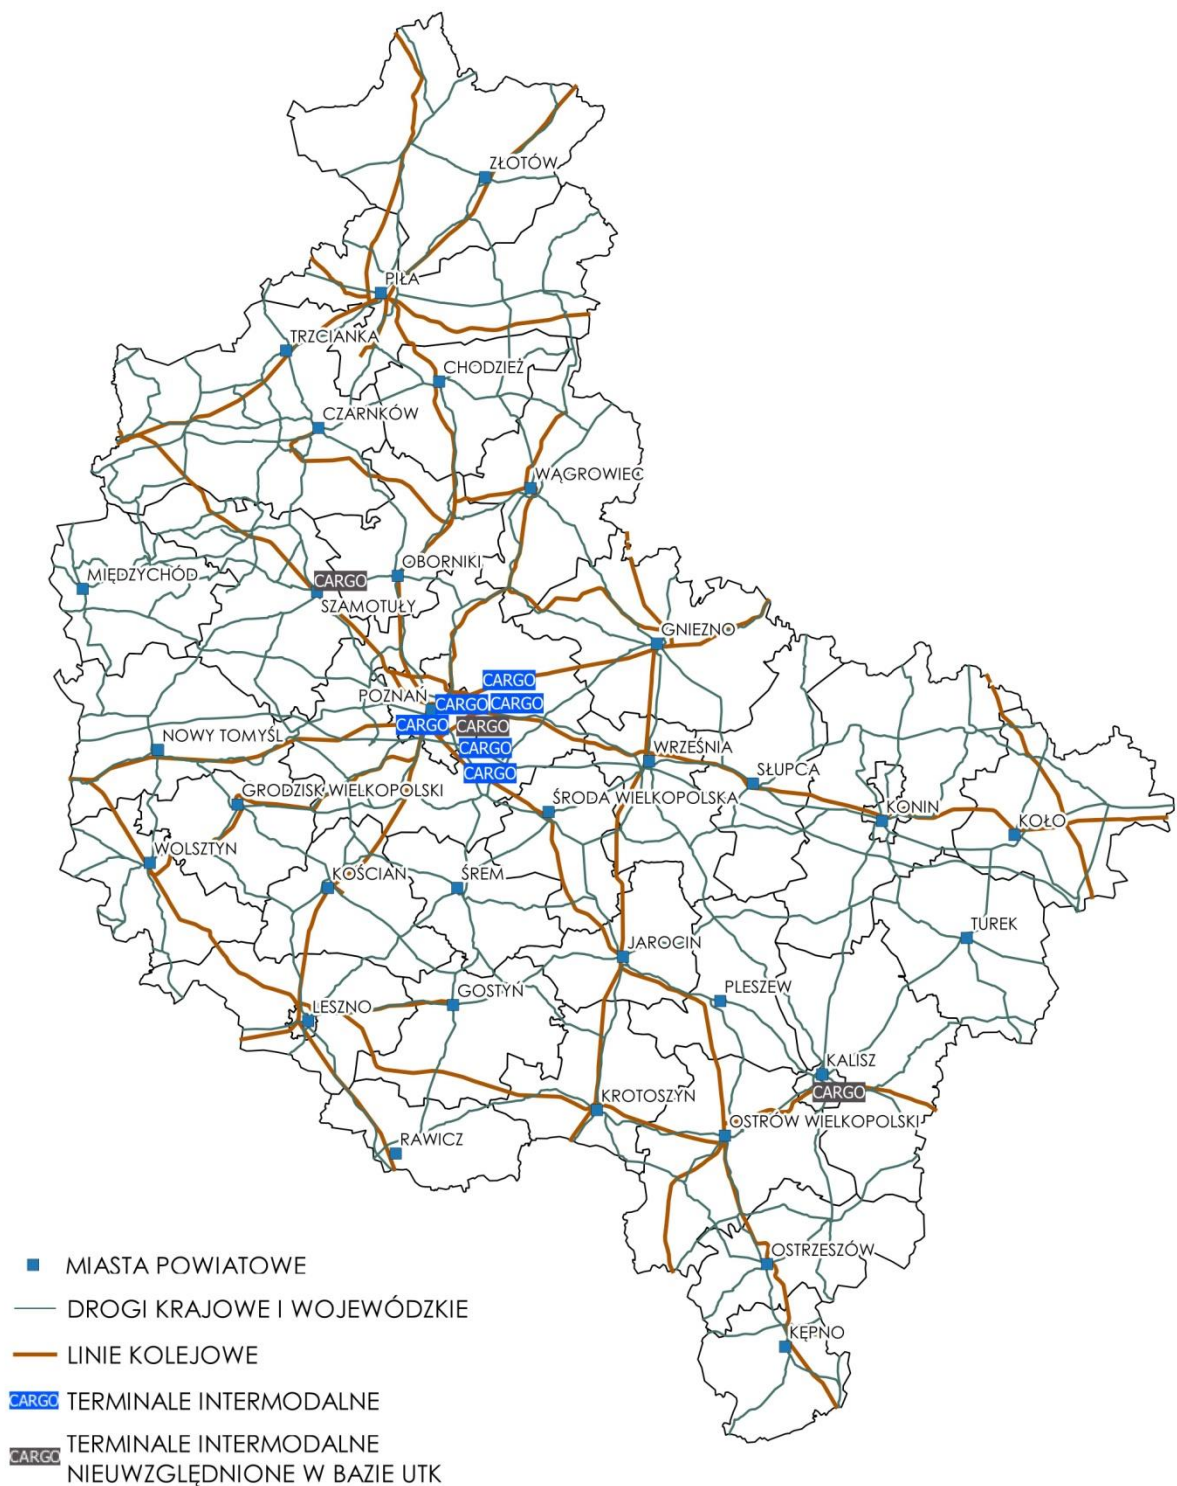 ZŁOTÓW
PIŁA
TRZCIANKA
CHODZIEŻ
CZARNKÓW
WĄGROWIEC
MIĘDZYCHÓD
CARGO
OBORNIKI
SZAMOTUŁY
GNIEZNO
CARGO
POZNAŃ
CARGO
CARGO
CARGO
CARGO
NOWY TOMYŚL
CARGO
WRZEŚNIA
CARGO
SŁUPCA
GRODZISK WIELKOPOLSKI
ŚRODA WIELKOPOLSKA
KONIN
KOŁO
WOLSZTYN
KOŚCIAN
ŚREM
TUREK
JAROCIN
PLESZEW
GOSTYŃ
LESZNO
KALISZ
CARGO
KROTOSZYN
OSTRÓW WIELKOPOLSKI
RAWICZ
OSTRZESZÓW
KĘPNO
MIASTA POWIATOWE
DROGI KRAJOWE I WOJEWÓDZKIE
LINIE KOLEJOWE
CARGO TERMINALE INTERMODALNE
CARGO TERMINALE INTERMODALNE
NIEUWZGLĘDNIONE W BAZIE UTK